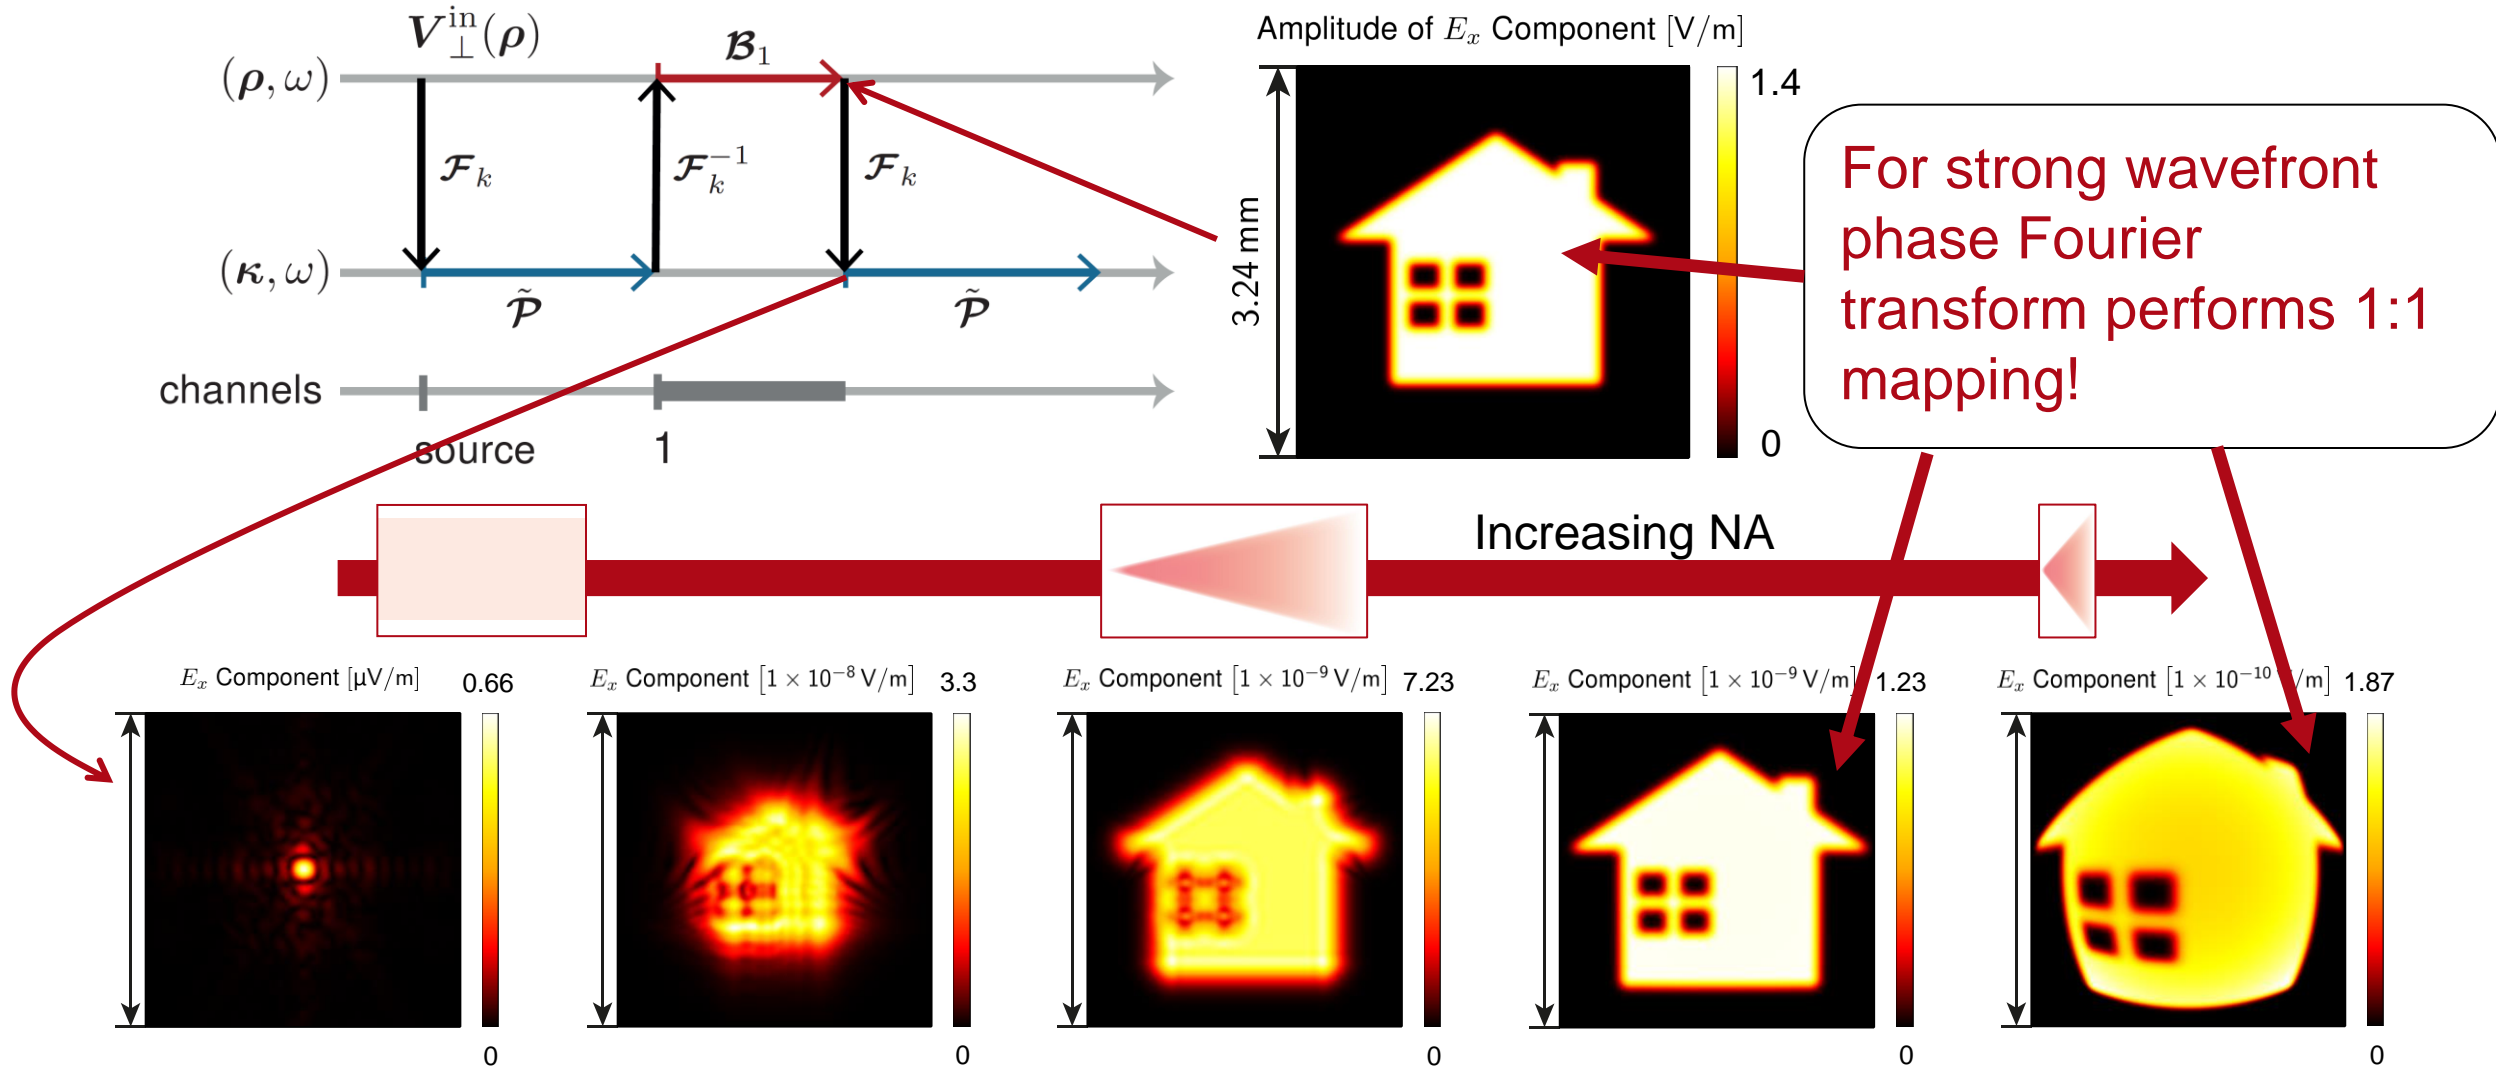 V⊥^in(ρ)
ℬ₁
(ρ, ω)
ℱₖ
ℱₖ⁻¹
ℱₖ
(κ, ω)
𝒫̃
𝒫̃
channels
source
1
Amplitude of Eₓ Component [V/m]
1.4
3.24 mm
0
For strong wavefront
phase Fourier
transform performs 1:1
mapping!
Increasing NA
Eₓ Component [µV/m]
0.66
0
Eₓ Component [1 × 10⁻⁸ V/m]
3.3
0
Eₓ Component [1 × 10⁻⁹ V/m]
7.23
0
Eₓ Component [1 × 10⁻⁹ V/m]
1.23
0
Eₓ Component [1 × 10⁻¹⁰ V/m]
1.87
0